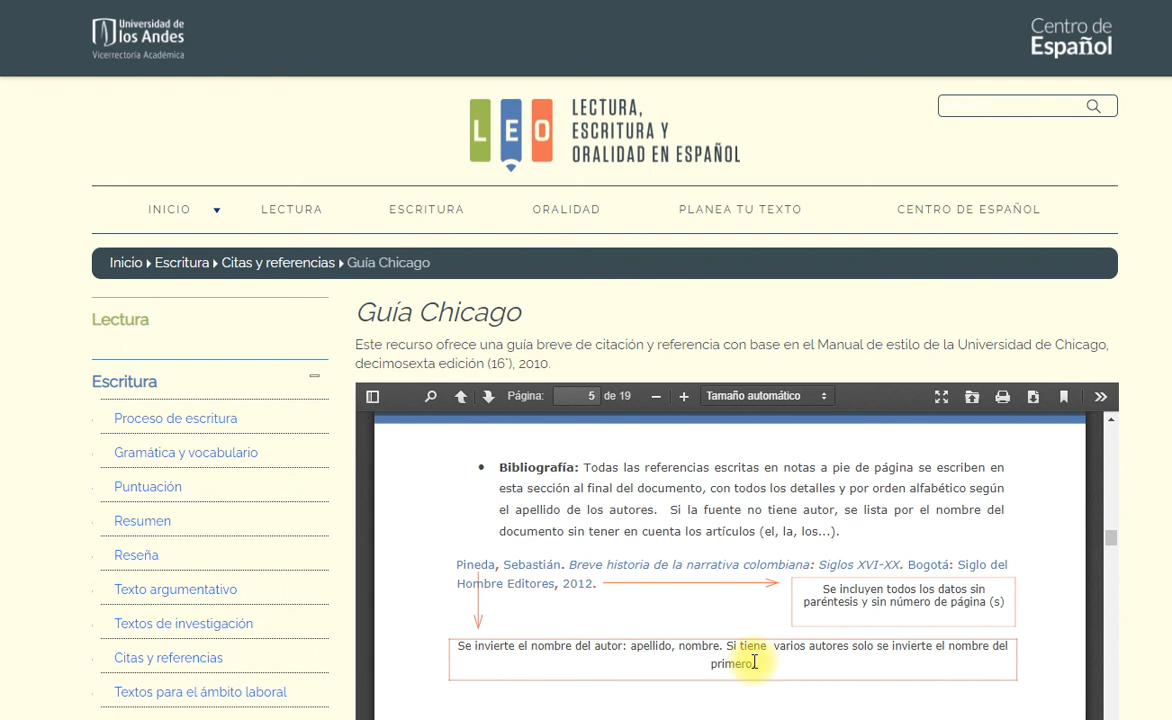 Universidad de
los Andes
Vicerrectoría Académica
Centro de
Español
LEO
LECTURA,
ESCRITURA Y
ORALIDAD EN ESPAÑOL
INICIO LECTURA ESCRITURA ORALIDAD PLANEA TU TEXTO CENTRO DE ESPAÑOL
Inicio Escritura Citas y referencias Guía Chicago
Lectura
Escritura
Proceso de escritura
Gramática y vocabulario
Puntuación
Resumen
Reseña
Texto argumentativo
Textos de investigación
Citas y referencias
Textos para el ámbito laboral
Guía Chicago
Este recurso ofrece una guía breve de citación y referencia con base en el Manual de estilo de la Universidad de Chicago,
decimosexta edición (16°), 2010.
Página: 5 de 19 Tamaño automático
• Bibliografía: Todas las referencias escritas en notas a pie de página se escriben en
esta sección al final del documento, con todos los detalles y por orden alfabético según
el apellido de los autores. Si la fuente no tiene autor, se lista por el nombre del
documento sin tener en cuenta los artículos (el, la, los...).
Pineda, Sebastián. Breve historia de la narrativa colombiana: Siglos XVI-XX. Bogotá: Siglo del
Hombre Editores, 2012.
Se incluyen todos los datos sin
paréntesis y sin número de página (s)
Se invierte el nombre del autor: apellido, nombre. Si tiene varios autores solo se invierte el nombre del
primero.